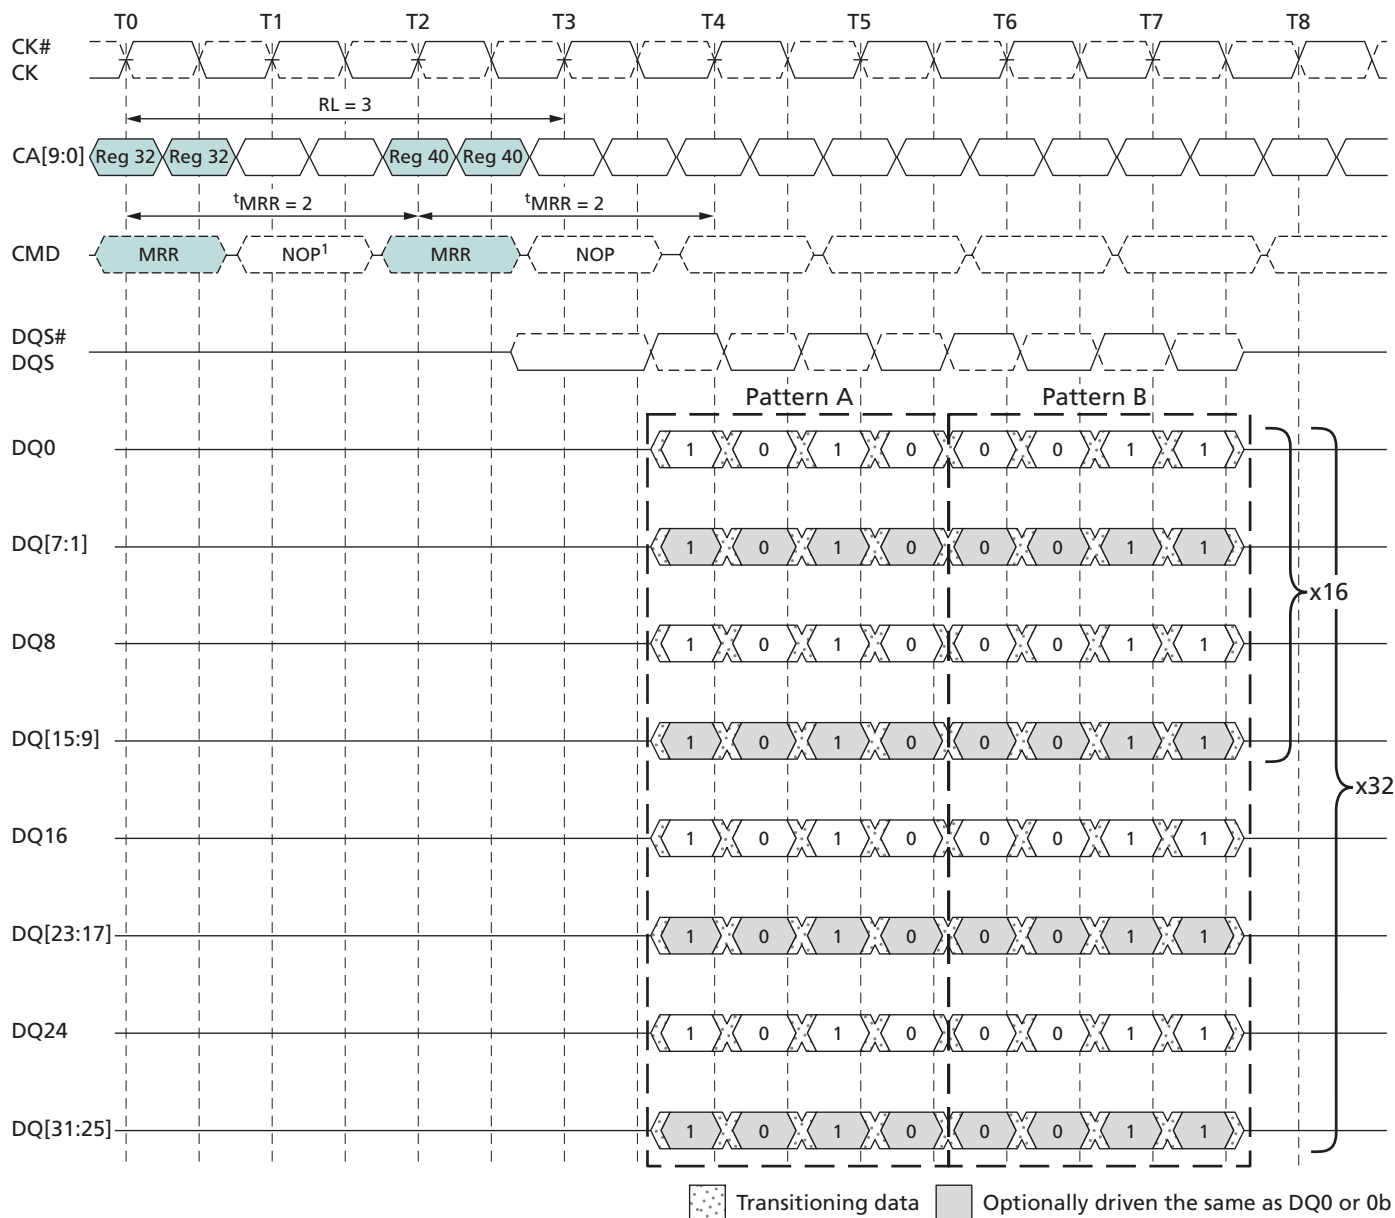 T0 T1 T2 T3 T4 T5 T6 T7 T8
CK#
CK
RL = 3
CA[9:0] Reg 32 Reg 32 Reg 40 Reg 40
tMRR = 2 tMRR = 2
CMD MRR NOP1 MRR NOP
DQS#
DQS
Pattern A Pattern B
DQ0 1 0 1 0 0 0 1 1
DQ[7:1] 1 0 1 0 0 0 1 1
x16
DQ8 1 0 1 0 0 0 1 1
DQ[15:9] 1 0 1 0 0 0 1 1
x32
DQ16 1 0 1 0 0 0 1 1
DQ[23:17] 1 0 1 0 0 0 1 1
DQ24 1 0 1 0 0 0 1 1
DQ[31:25] 1 0 1 0 0 0 1 1
Transitioning data Optionally driven the same as DQ0 or 0b